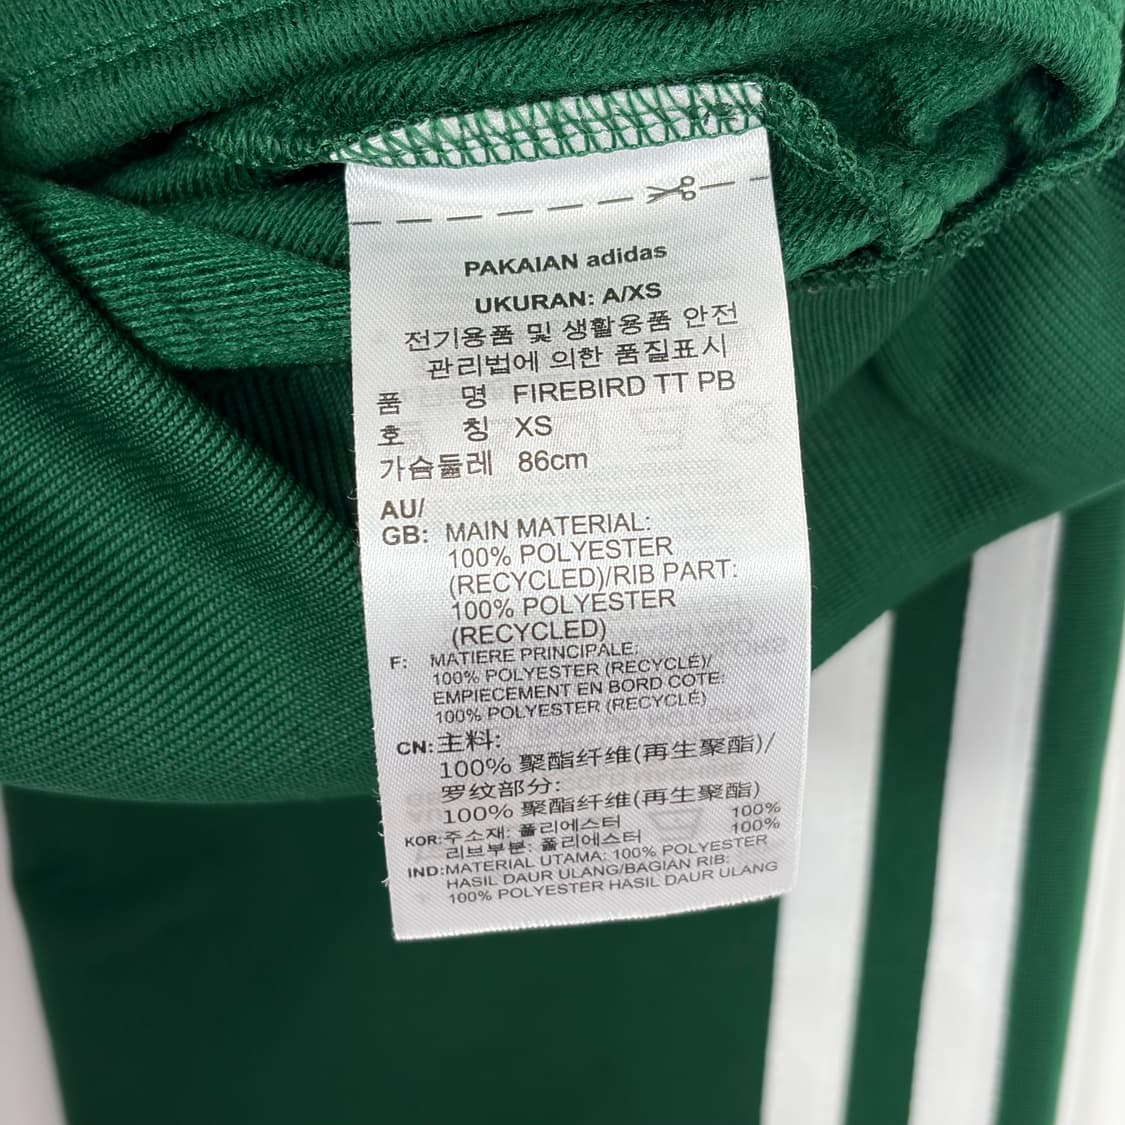 PAKAIAN adidas
UKURAN: A/XS
전기용품 및 생활용품 안전
관리법에 의한 품질표시
품 명 FIREBIRD TT PB
호 칭 XS
가슴둘레 86cm
AU/
GB: MAIN MATERIAL:
100% POLYESTER
(RECYCLED)/RIB PART:
100% POLYESTER
(RECYCLED)
F: MATIERE PRINCIPALE:
100% POLYESTER (RECYCLÉ)/
EMPIECEMENT EN BORD COTE:
100% POLYESTER (RECYCLÉ)
CN: 主料:
100% 聚酯纤维(再生聚酯)/
罗纹部分:
100% 聚酯纤维(再生聚酯)
KOR: 주소재: 폴리에스터 100%
리브부분: 폴리에스터 100%
IND: MATERIAL UTAMA: 100% POLYESTER
HASIL DAUR ULANG/BAGIAN RIB:
100% POLYESTER HASIL DAUR ULANG